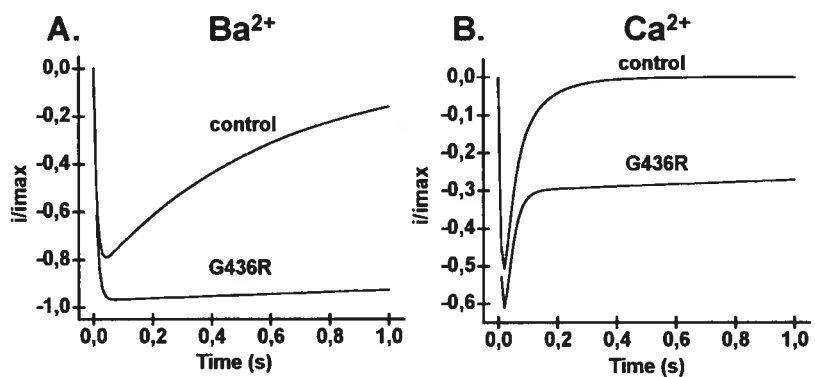 A. Ba²⁺
0,0
-0,2
-0,4
-0,6
-0,8
-1,0
i/imax
control
G436R
0,0 0,2 0,4 0,6 0,8 1,0
Time (s)
B. Ca²⁺
control
0,0
-0,1
-0,2
-0,3
-0,4
-0,5
-0,6
i/imax
G436R
0,0 0,2 0,4 0,6 0,8 1,0
Time (s)